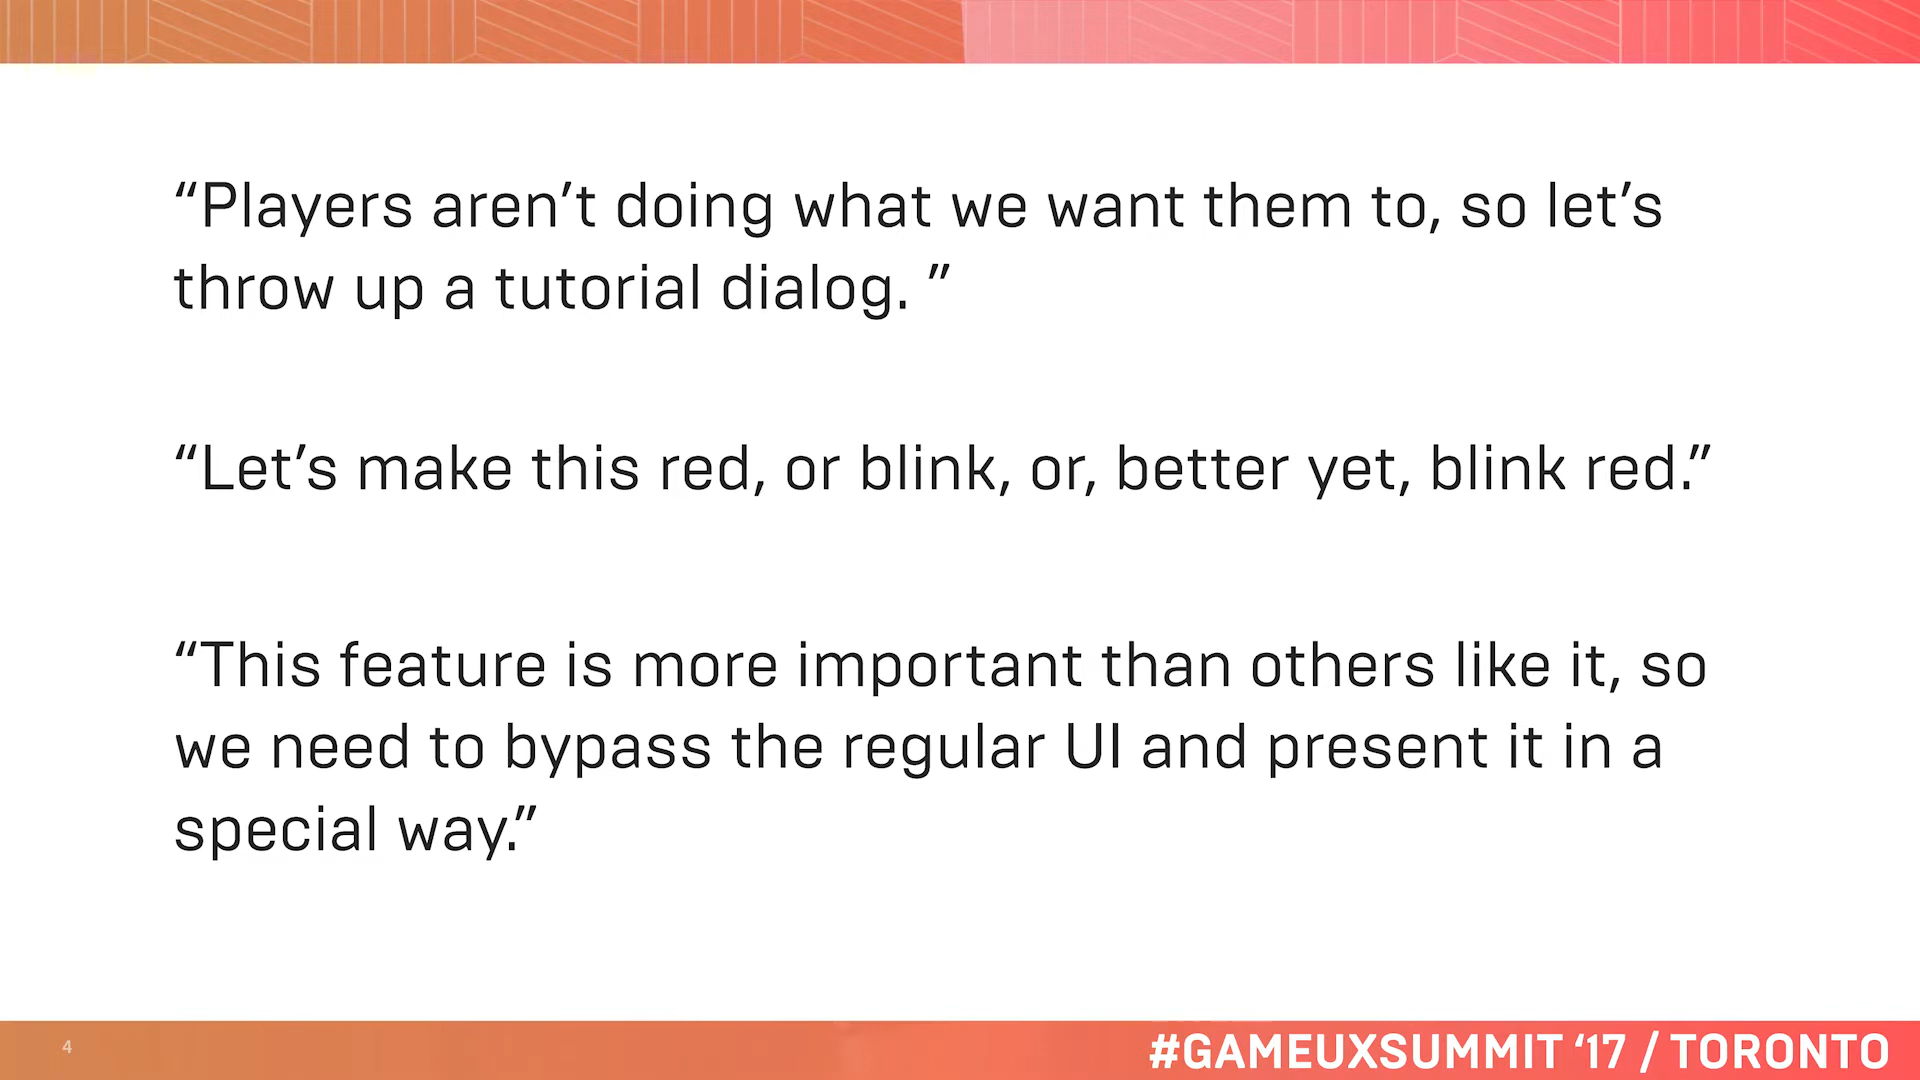 “Players aren’t doing what we want them to, so let’s
throw up a tutorial dialog. ”
“Let’s make this red, or blink, or, better yet, blink red.”
“This feature is more important than others like it, so
we need to bypass the regular UI and present it in a
special way.”
4
#GAMEUXSUMMIT ‘17 / TORONTO